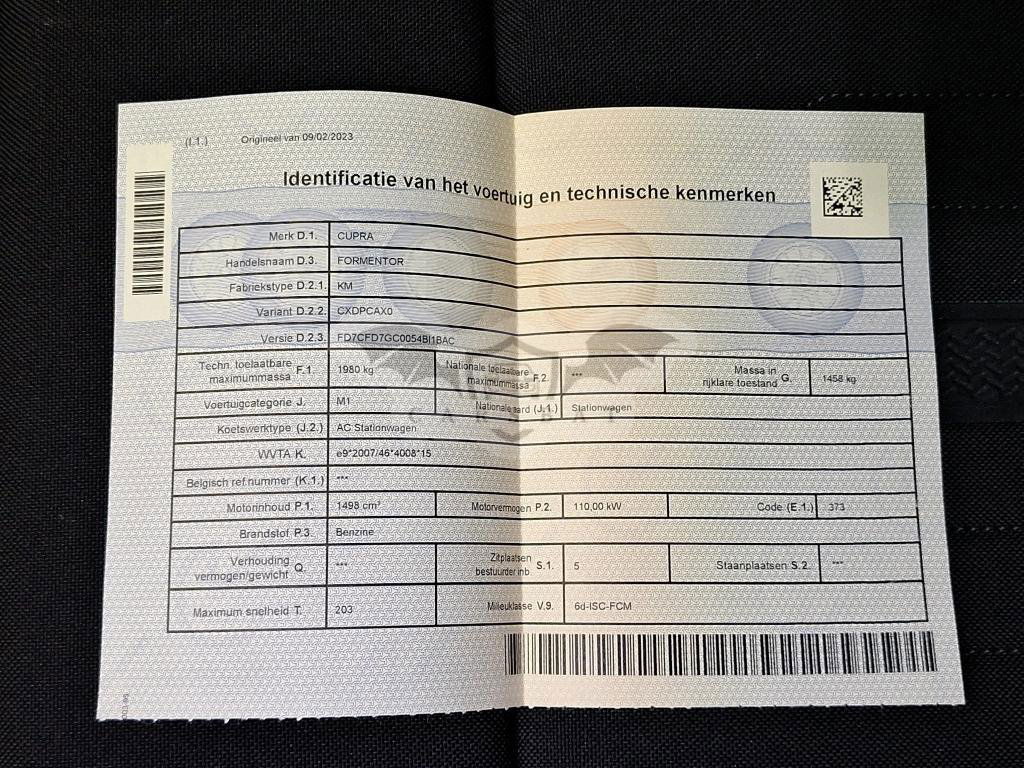 (I.1.) Origineel van 09/02/2023
Identificatie van het voertuig en technische kenmerken
Merk D.1. CUPRA
Handelsnaam D.3. FORMENTOR
Fabriekstype D.2.1. KM
Variant D.2.2. CXDPCAX0
Versie D.2.3. FD7CFD7GC0054BI1BAC
Techn. toelaatbare maximummassa F.1. 1980 kg Nationale toelaatbare maximummassa F.2. *** Massa in rijklare toestand G. 1458 kg
Voertuigcategorie J. M1 Nationale aard (J.1.) Stationwagen
CARBAT
Koetswerktype (J.2.) AC Stationwagen
WVTA K. e9*2007/46*4008*15
Belgisch ref nummer (K.1.) ***
Motorinhoud P.1. 1498 cm³ Motorvermogen P.2. 110,00 kW Code (E.1.) 373
Brandstof P.3. Benzine
Verhouding vermogen/gewicht Q. *** Zitplaatsen bestuurder inb S.1. 5 Staanplaatsen S.2. ***
Maximum snelheid T. 203 Milieuklasse V.9. 6d-ISC-FCM